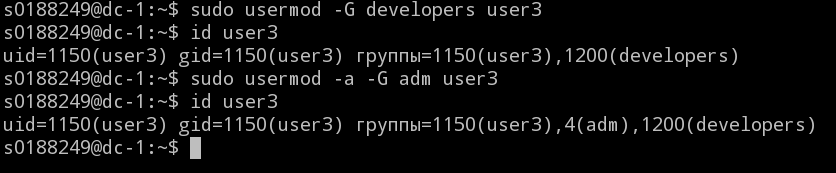 s0188249@dc-1:~$ sudo usermod -G developers user3
s0188249@dc-1:~$ id user3
uid=1150(user3) gid=1150(user3) группы=1150(user3),1200(developers)
s0188249@dc-1:~$ sudo usermod -a -G adm user3
s0188249@dc-1:~$ id user3
uid=1150(user3) gid=1150(user3) группы=1150(user3),4(adm),1200(developers)
s0188249@dc-1:~$